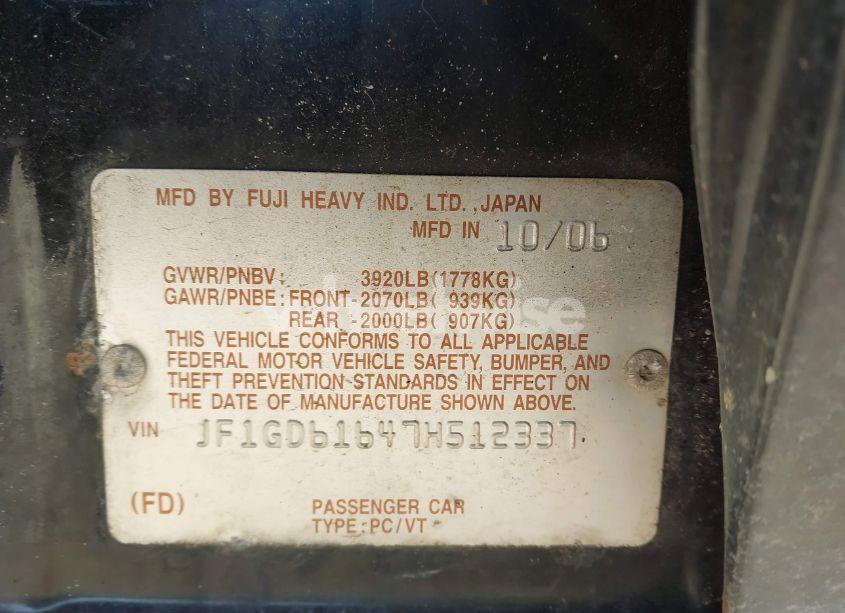 MFD BY FUJI HEAVY IND. LTD.,JAPAN
MFD IN 10/06
GVWR/PNBV: 3920LB(1778KG)
GAWR/PNBE: FRONT-2070LB( 939KG)
REAR -2000LB( 907KG)
THIS VEHICLE CONFORMS TO ALL APPLICABLE
FEDERAL MOTOR VEHICLE SAFETY, BUMPER, AND
THEFT PREVENTION STANDARDS IN EFFECT ON
THE DATE OF MANUFACTURE SHOWN ABOVE.
VIN JF1GD61647H512337
(FD) PASSENGER CAR
TYPE:PC/VT